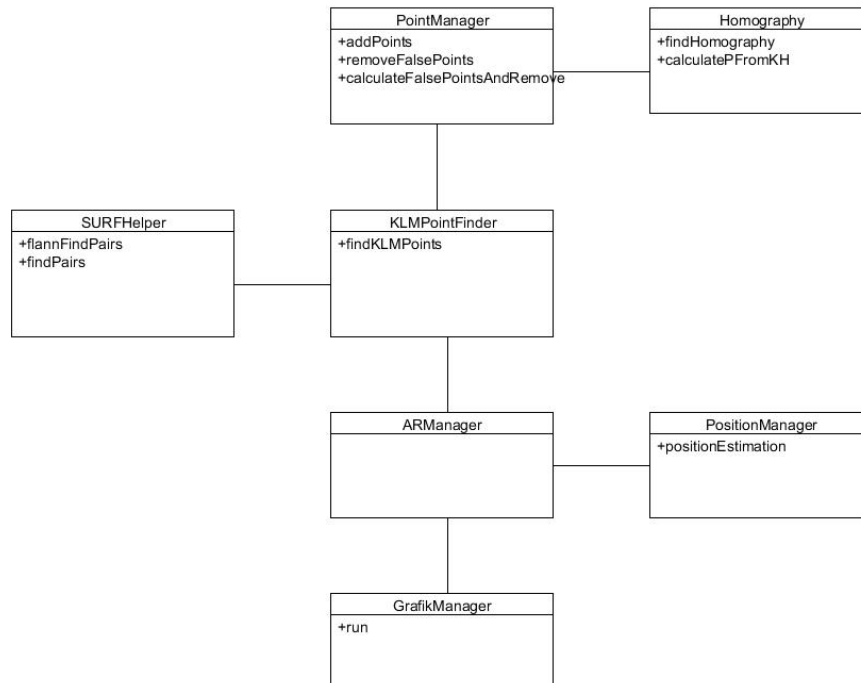 PointManager
+addPoints
+removeFalsePoints
+calculateFalsePointsAndRemove
Homography
+findHomography
+calculatePFromKH
SURFHelper
+flannFindPairs
+findPairs
KLMPointFinder
+findKLMPoints
ARManager
PositionManager
+positionEstimation
GrafikManager
+run